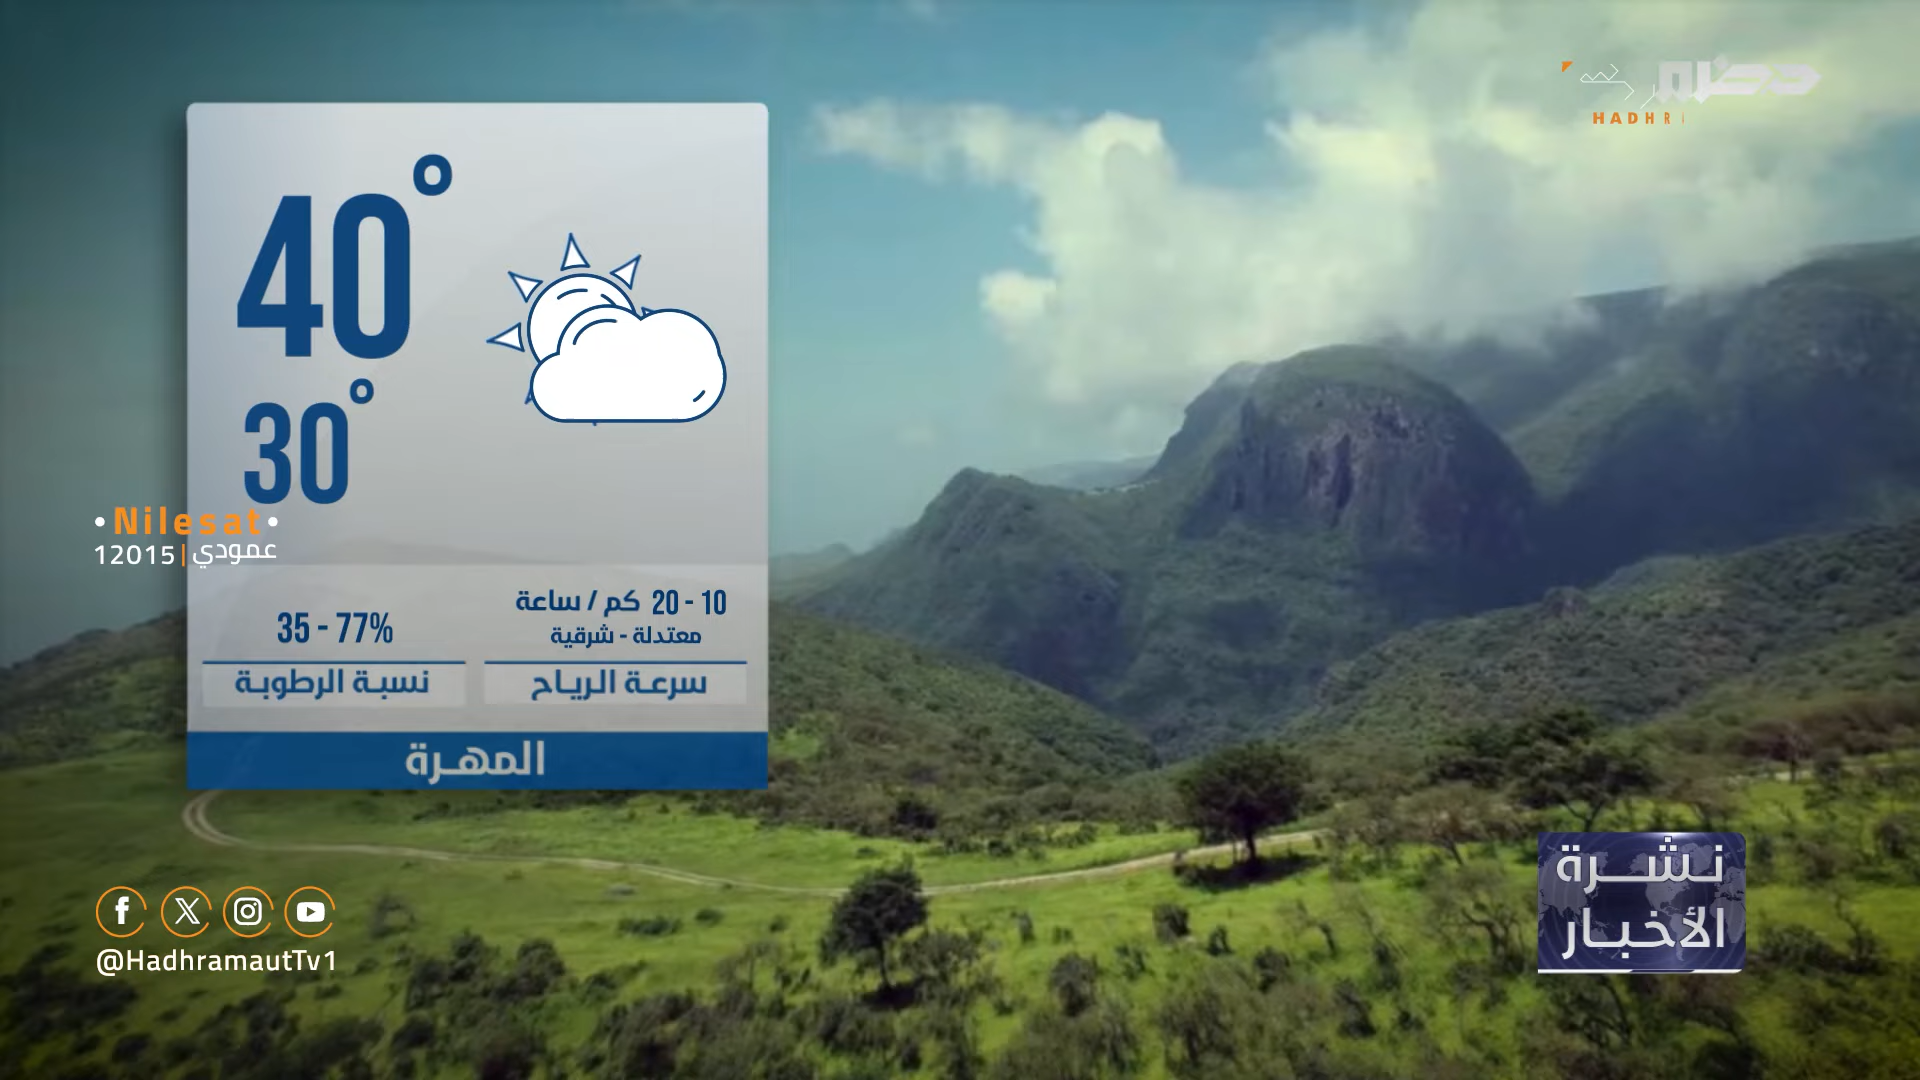 40°
30°
10 - 20 كم / ساعة
معتدلة - شرقية
سرعة الرياح
35 - 77%
نسبة الرطوبة
المهرة
• Nilesat •
12015 | عمودي
@HadhramautTv1
نشرة
الأخبار